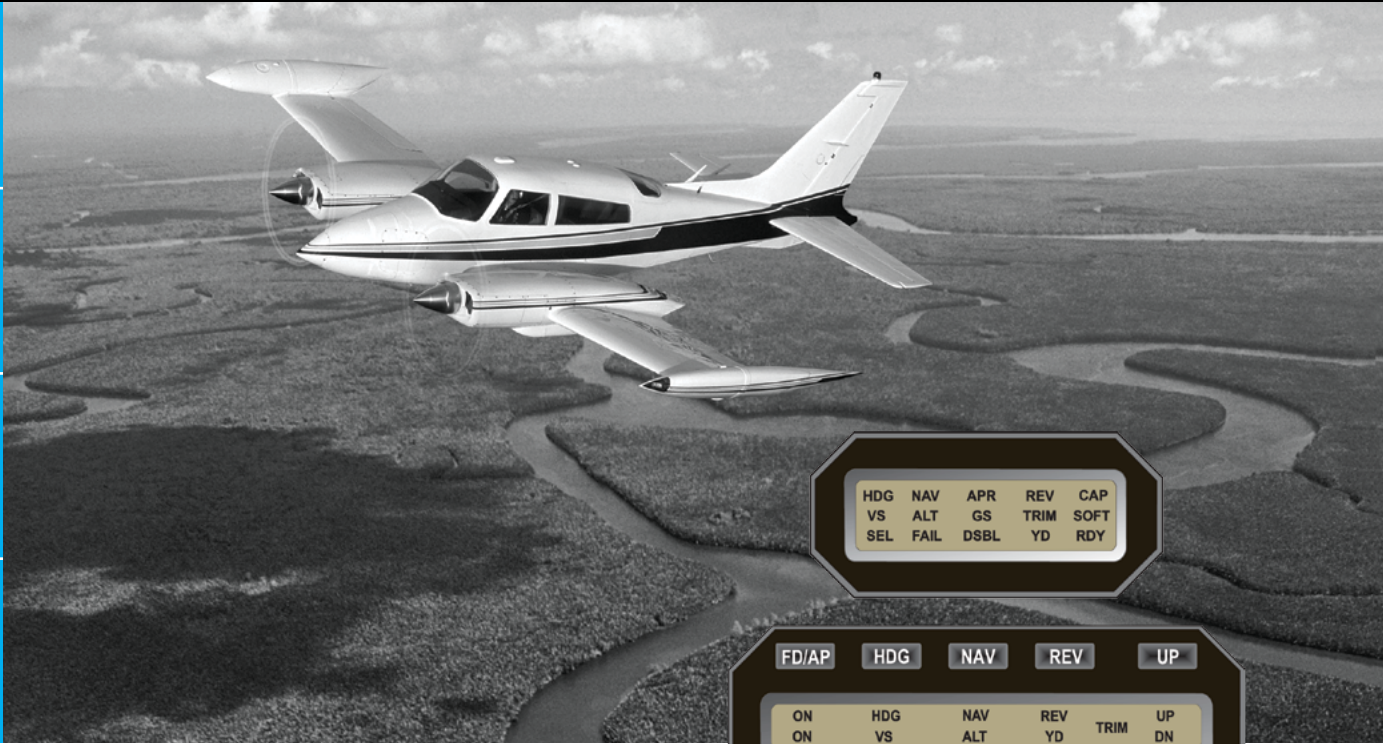 HDG NAV APR REV CAP
VS ALT GS TRIM SOFT
SEL FAIL DSBL YD RDY
FD/AP HDG NAV REV UP
ON HDG NAV REV TRIM UP
ON VS ALT YD DN